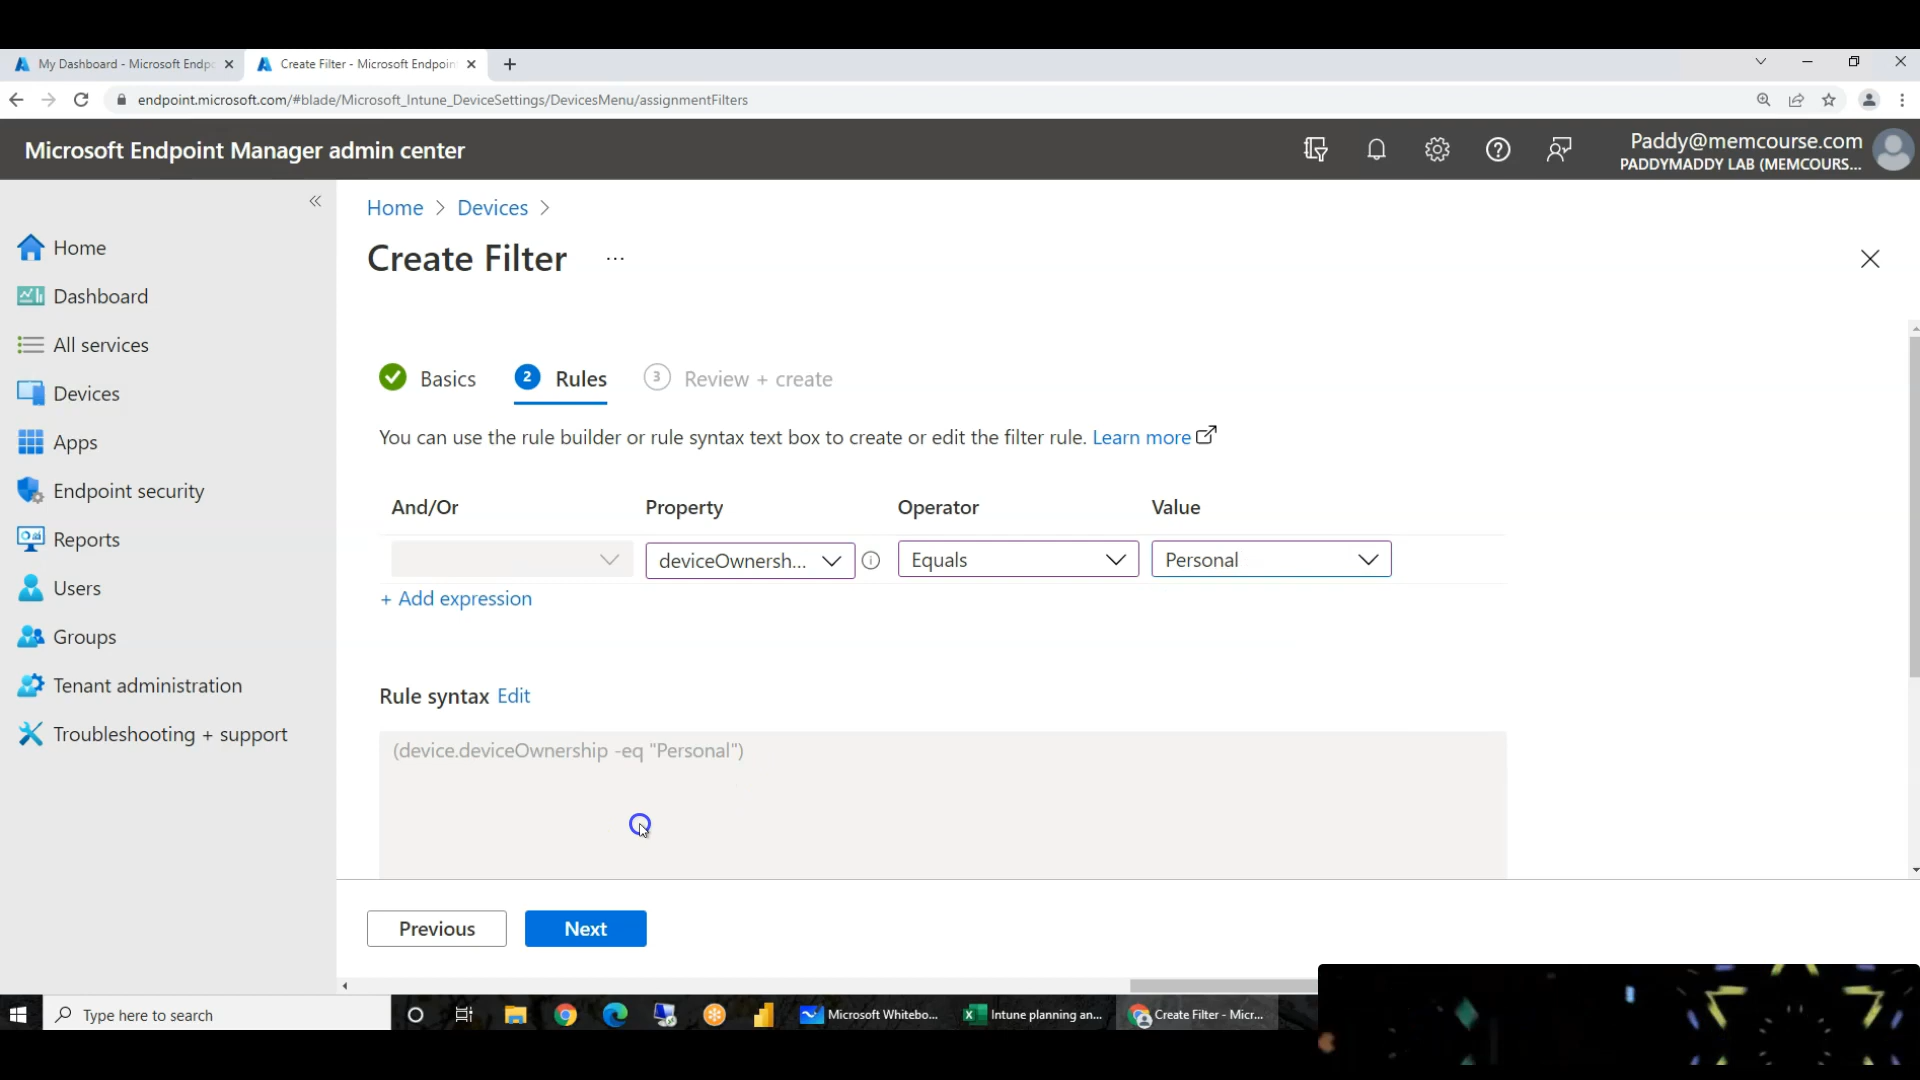 My Dashboard - Microsoft Endp
Create Filter - Microsoft Endpoin
endpoint.microsoft.com/#blade/Microsoft_Intune_DeviceSettings/DevicesMenu/assignmentFilters
Microsoft Endpoint Manager admin center
Paddy@memcourse.com
PADDYMADDY LAB (MEMCOURS...
Home
Dashboard
All services
Devices
Apps
Endpoint security
Reports
Users
Groups
Tenant administration
Troubleshooting + support
Home > Devices >
Create Filter ...
Basics
2 Rules
3 Review + create
You can use the rule builder or rule syntax text box to create or edit the filter rule. Learn more
And/Or Property Operator Value
deviceOwnersh... Equals Personal
+ Add expression
Rule syntax Edit
(device.deviceOwnership -eq "Personal")
Previous
Next
Type here to search
Microsoft Whitebo...
Intune planning an...
Create Filter - Micr...